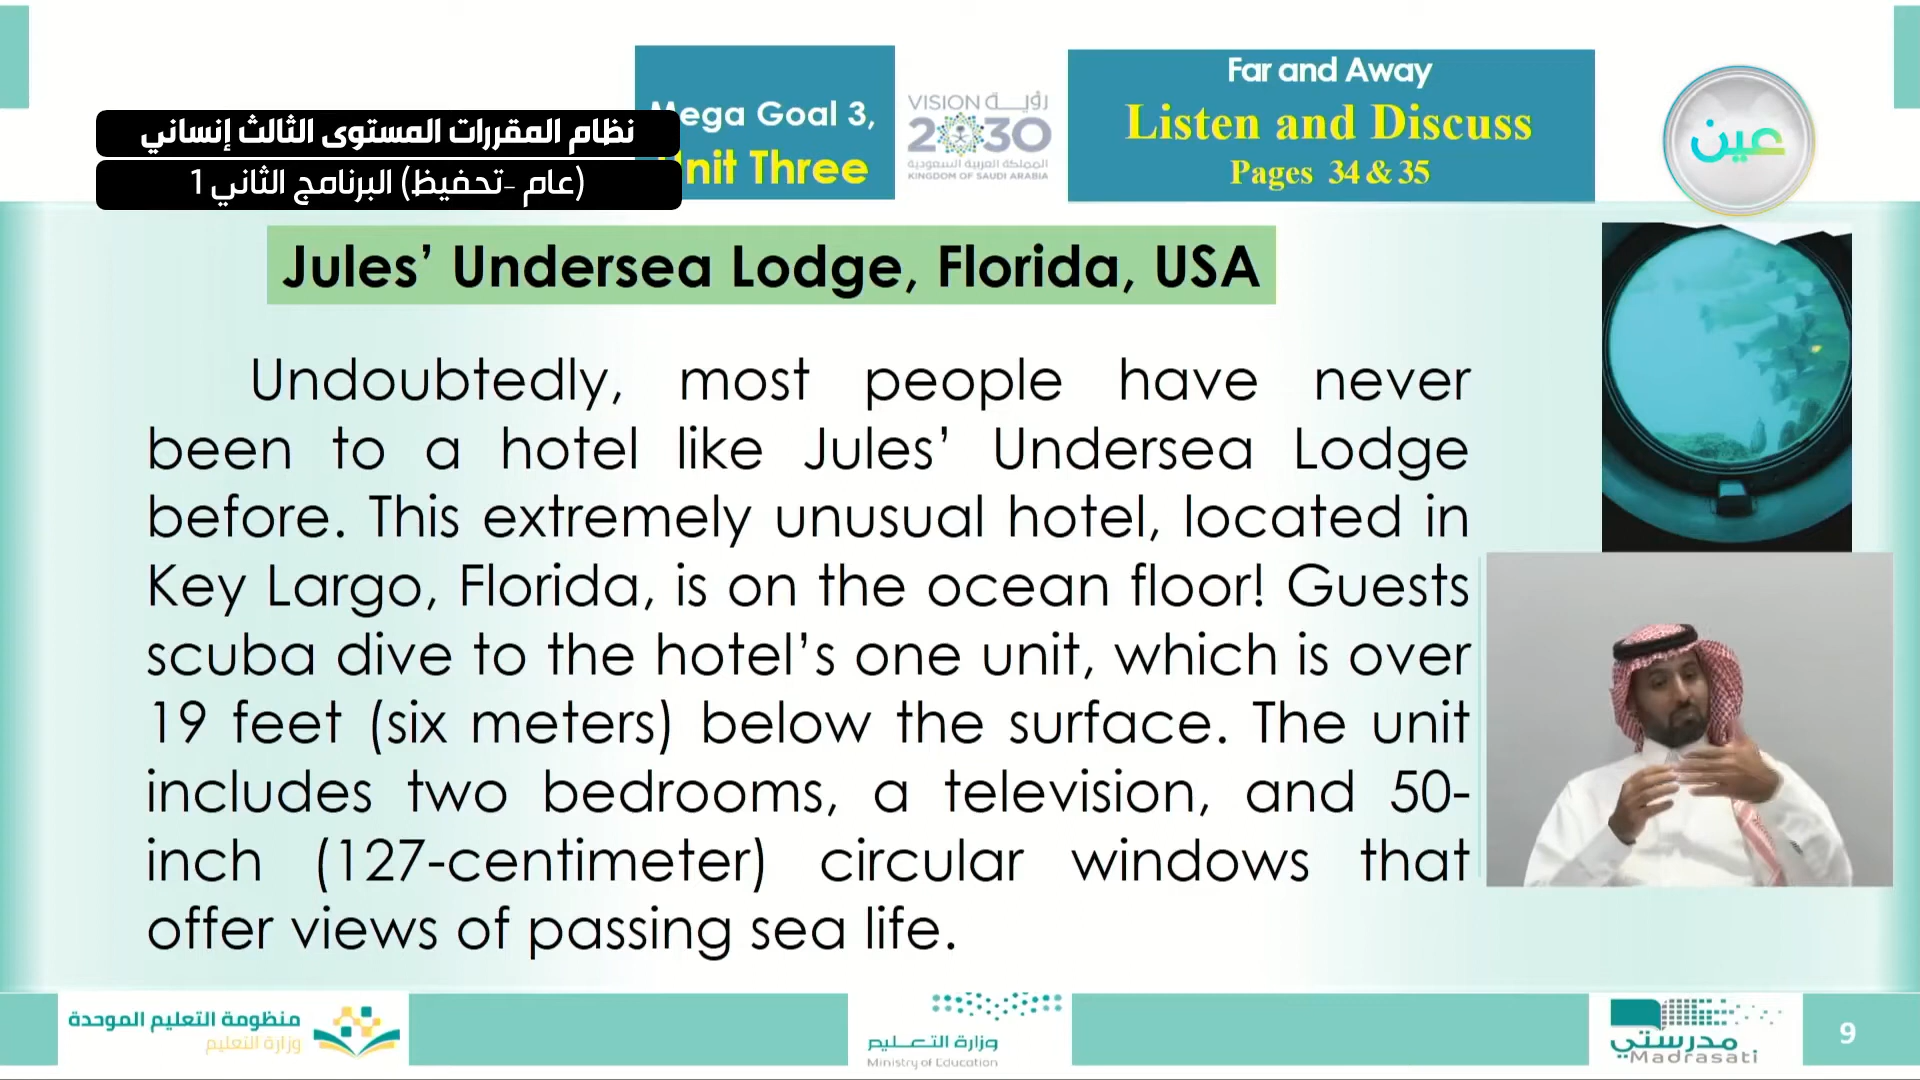 Far and Away
Mega Goal 3,
Listen and Discuss
Unit Three
Pages 34 & 35
VISION رؤيـــة
2030
المملكة العربية السعودية
KINGDOM OF SAUDI ARABIA
عين
نظام المقررات المستوى الثالث إنساني
(عام -تحفيظ) البرنامج الثاني 1
Jules’ Undersea Lodge, Florida, USA
Undoubtedly, most people have never
been to a hotel like Jules’ Undersea Lodge
before. This extremely unusual hotel, located in
Key Largo, Florida, is on the ocean floor! Guests
scuba dive to the hotel’s one unit, which is over
19 feet (six meters) below the surface. The unit
includes two bedrooms, a television, and 50-
inch (127-centimeter) circular windows that
offer views of passing sea life.
منظومة التعليم الموحدة
وزارة التعليم
وزارة التعـــليم
Ministry of Education
مدرستي
Madrasati
9